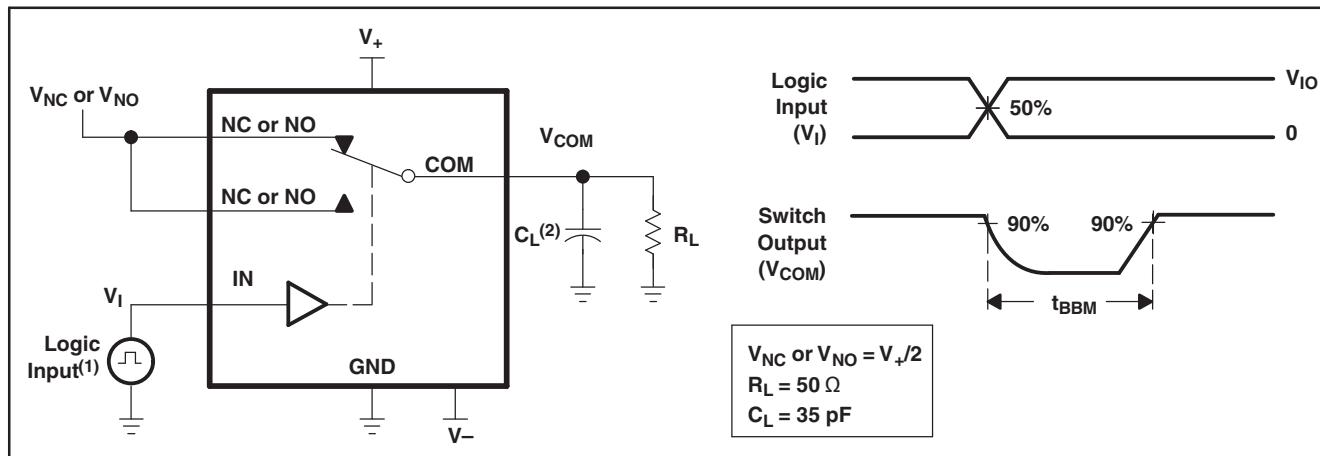 V+
VNC or VNO
NC or NO
VCOM
COM
NC or NO
CL(2)
RL
IN
VI
Logic
Input(1)
GND
V–
Logic
Input
(VI)
50%
VIO
0
Switch
Output
(VCOM)
90%
90%
tBBM
VNC or VNO = V+/2
RL = 50 Ω
CL = 35 pF